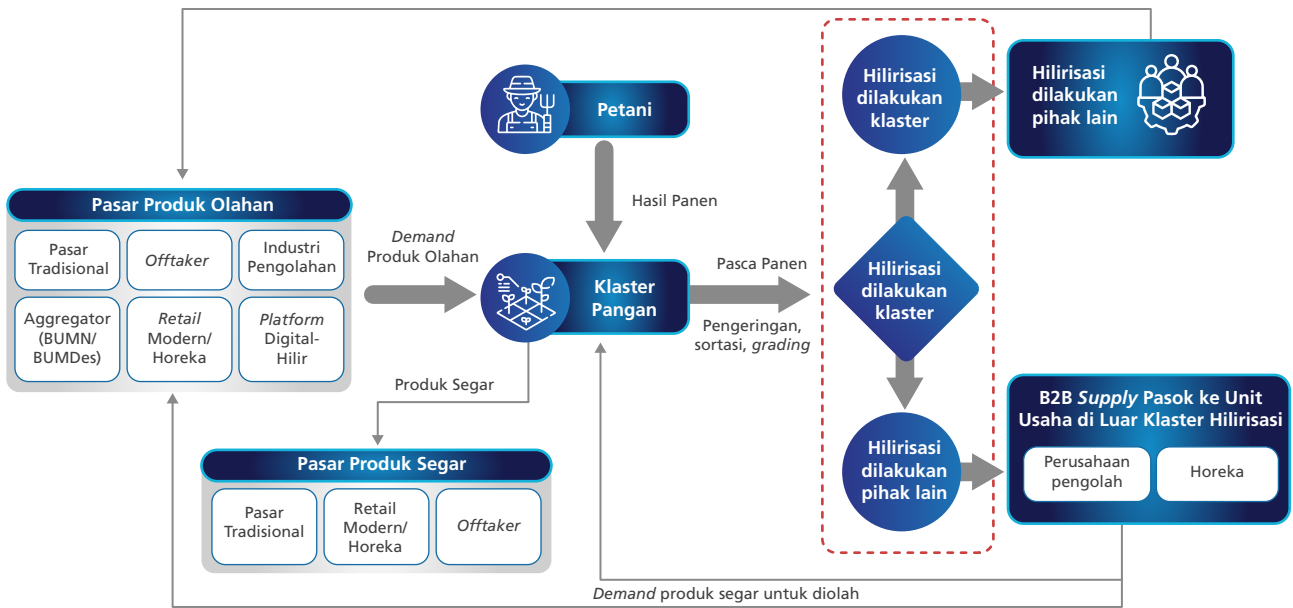 Petani
Hasil Panen
Hilirisasi
dilakukan
klaster
Hilirisasi
dilakukan
pihak lain
Pasar Produk Olahan
Pasar
Tradisional
Offtaker
Industri
Pengolahan
Aggregator
(BUMN/
BUMDes)
Retail
Modern/
Horeka
Platform
Digital-
Hilir
Demand
Produk Olahan
Klaster
Pangan
Pasca Panen
Pengeringan,
sortasi, grading
Hilirisasi
dilakukan
klaster
Produk Segar
Pasar Produk Segar
Pasar
Tradisional
Retail
Modern/
Horeka
Offtaker
Hilirisasi
dilakukan
pihak lain
B2B Supply Pasok ke Unit
Usaha di Luar Klaster Hilirisasi
Perusahaan
pengolah
Horeka
Demand produk segar untuk diolah